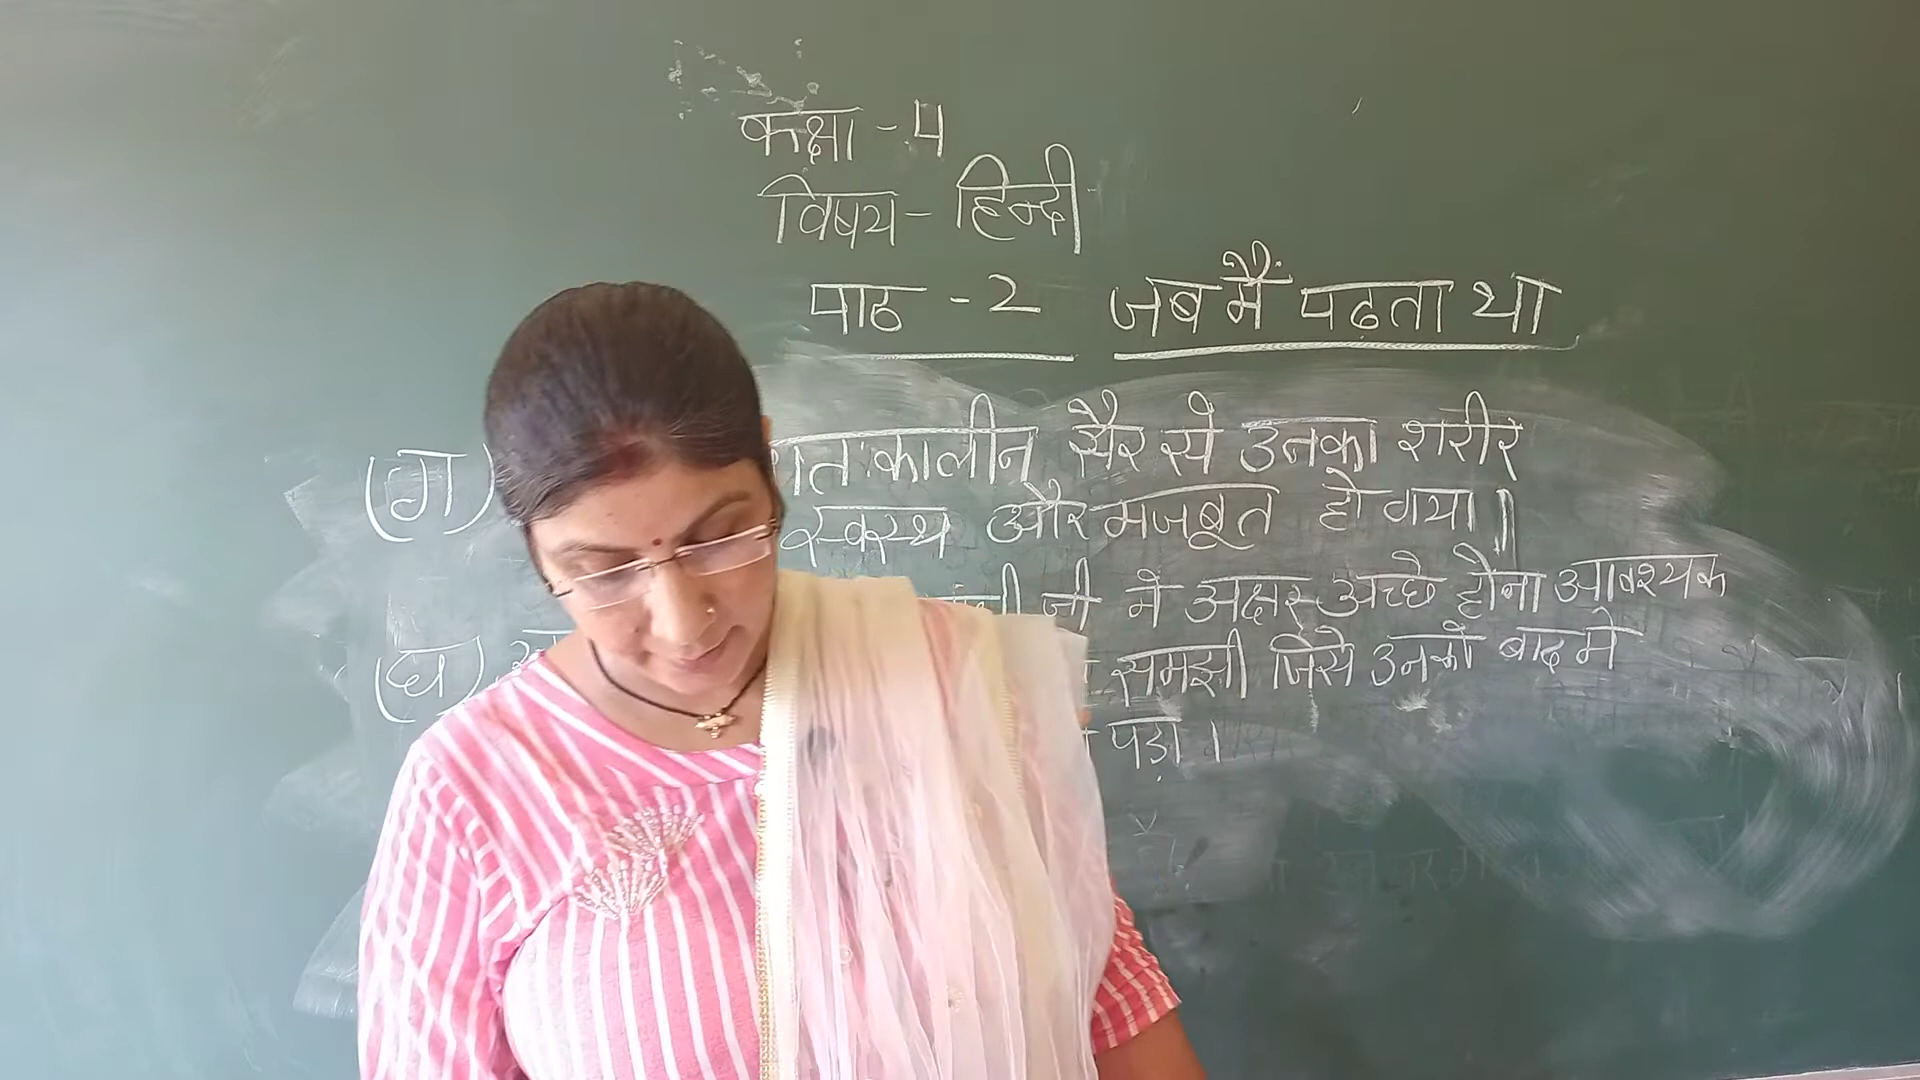 कक्षा - 4
विषय - हिन्दी
पाठ - 2 जब मैं पढ़ता था
(ग) सैर से उनका शरीर
स्वस्थ और मजबूत हो गया।
जी ने अक्षर अच्छे होना आवश्यक
(घ) समझी जिसे उनको बाद मे
पड़ा।